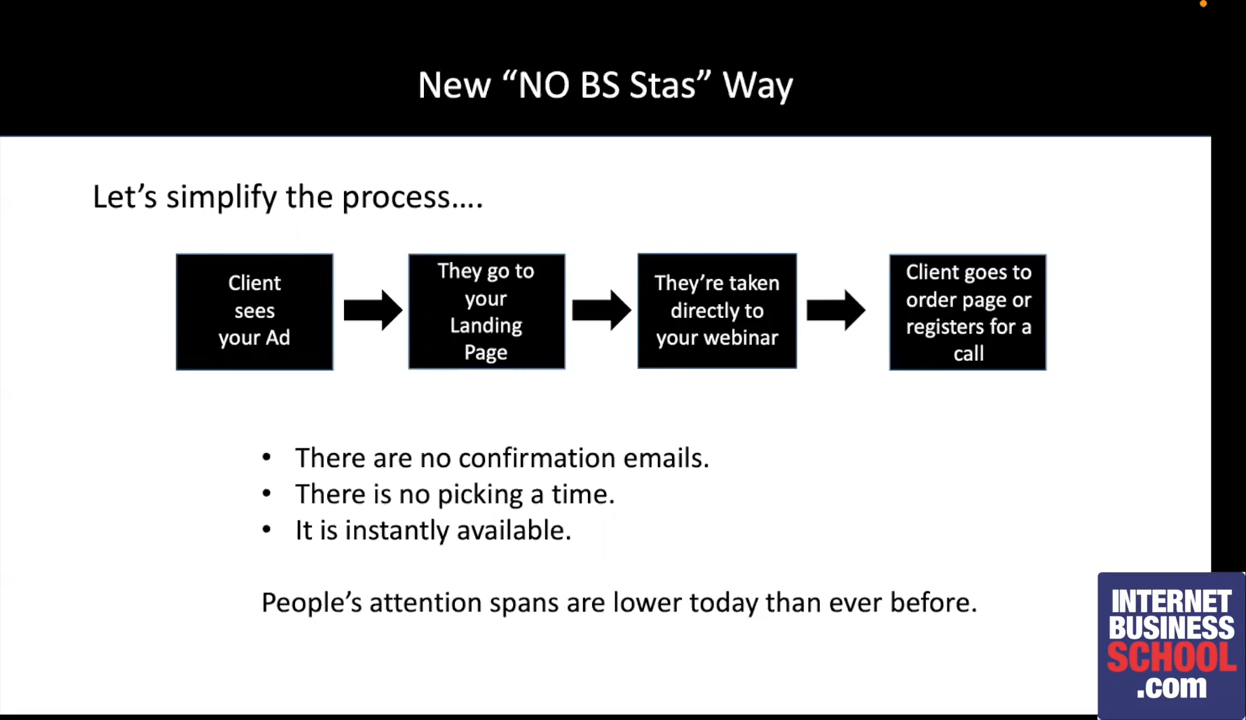 New “NO BS Stas” Way
Let’s simplify the process....
Client
sees
your Ad
They go to
your
Landing
Page
They’re taken
directly to
your webinar
Client goes to
order page or
registers for a
call
• There are no confirmation emails.
• There is no picking a time.
• It is instantly available.
People’s attention spans are lower today than ever before.
INTERNET
BUSINESS
SCHOOL
.com